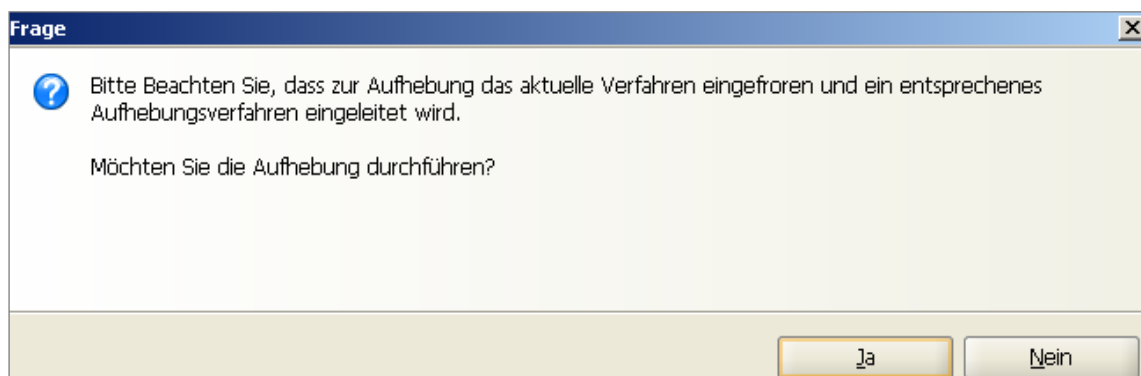 Frage
Bitte Beachten Sie, dass zur Aufhebung das aktuelle Verfahren eingefroren und ein entsprechenes
Aufhebungsverfahren eingeleitet wird.
Möchten Sie die Aufhebung durchführen?
Ja
Nein